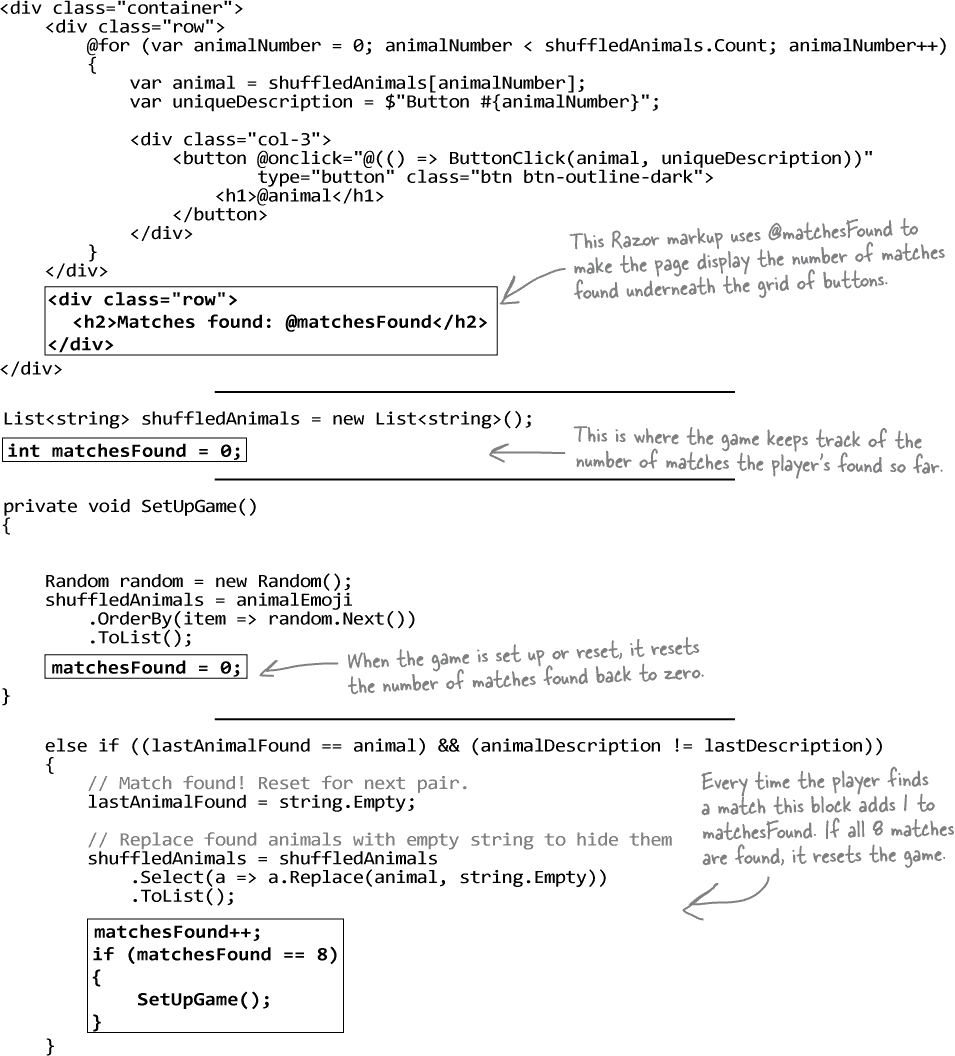 <div class="container">
    <div class="row">
        @for (var animalNumber = 0; animalNumber < shuffledAnimals.Count; animalNumber++)
        {
            var animal = shuffledAnimals[animalNumber];
            var uniqueDescription = $"Button #{animalNumber}";

            <div class="col-3">
                <button @onclick="@(() => ButtonClick(animal, uniqueDescription))"
                        type="button" class="btn btn-outline-dark">
                    <h1>@animal</h1>
                </button>
            </div>
        }
    </div>
This Razor markup uses @matchesFound to
make the page display the number of matches
found underneath the grid of buttons.
    <div class="row">
      <h2>Matches found: @matchesFound</h2>
    </div>
</div>
List<string> shuffledAnimals = new List<string>();
int matchesFound = 0;
This is where the game keeps track of the
number of matches the player's found so far.
private void SetUpGame()
{

    Random random = new Random();
    shuffledAnimals = animalEmoji
        .OrderBy(item => random.Next())
        .ToList();
    matchesFound = 0;
When the game is set up or reset, it resets
the number of matches found back to zero.
}
    else if ((lastAnimalFound == animal) && (animalDescription != lastDescription))
    {
        // Match found! Reset for next pair.
        lastAnimalFound = string.Empty;

        // Replace found animals with empty string to hide them
        shuffledAnimals = shuffledAnimals
            .Select(a => a.Replace(animal, string.Empty))
            .ToList();
Every time the player finds
a match this block adds 1 to
matchesFound. If all 8 matches
are found, it resets the game.
        matchesFound++;
        if (matchesFound == 8)
        {
            SetUpGame();
        }
    }